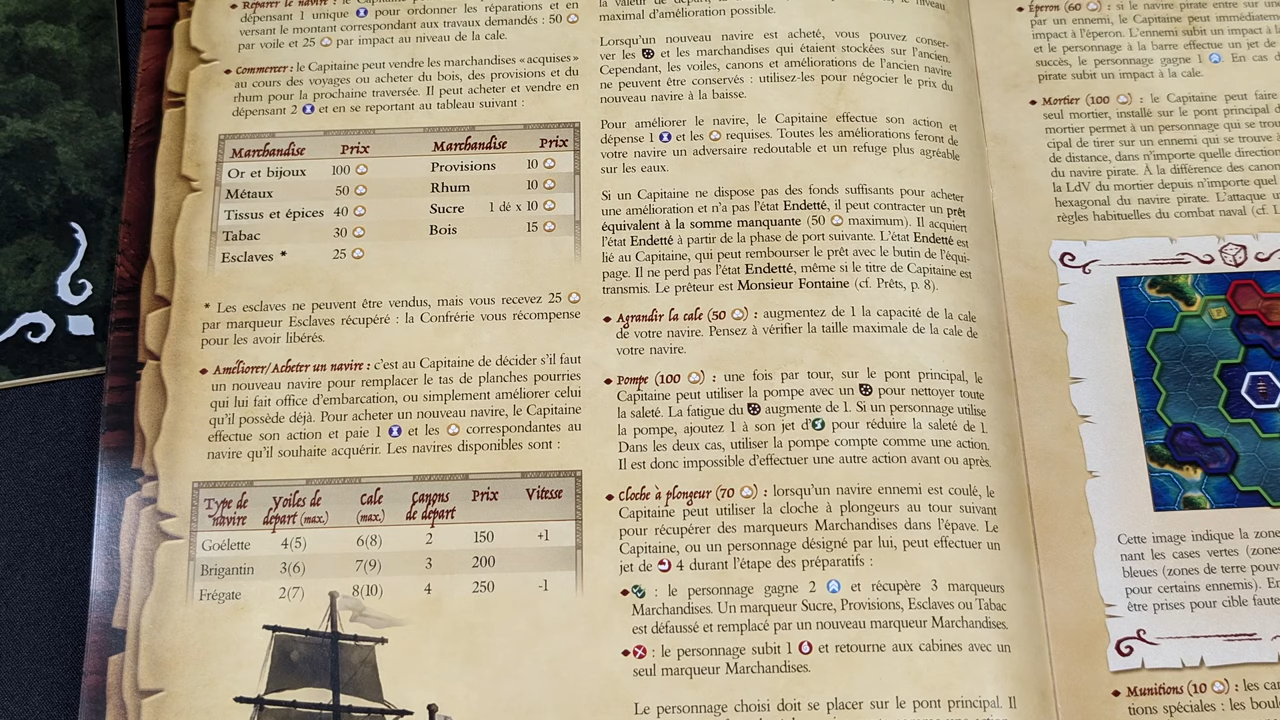 Réparer le navire : le Capitaine
dépensant 1 unique pour ordonner les réparations et en
versant le montant correspondant aux travaux demandés : 50
par voile et 25 par impact au niveau de la cale.
Commercer : le Capitaine peut vendre les marchandises « acquises »
au cours des voyages ou acheter du bois, des provisions et du
rhum pour la prochaine traversée. Il peut acheter et vendre en
dépensant 2 et en se reportant au tableau suivant :
Marchandise Prix Marchandise Prix
Or et bijoux 100 Provisions 10
Métaux 50 Rhum 10
Tissus et épices 40 Sucre 1 dé x 10
Tabac 30 Bois 15
Esclaves * 25
* Les esclaves ne peuvent être vendus, mais vous recevez 25
par marqueur Esclaves récupéré : la Confrérie vous récompense
pour les avoir libérés.
Améliorer/Acheter un navire : c'est au Capitaine de décider s'il faut
un nouveau navire pour remplacer le tas de planches pourries
qui lui fait office d'embarcation, ou simplement améliorer celui
qu'il possède déjà. Pour acheter un nouveau navire, le Capitaine
effectue son action et paie 1 et les correspondantes au
navire qu'il souhaite acquérir. Les navires disponibles sont :
Type de navire Voiles de départ (max.) Cale (max.) Canons de départ Prix Vitesse
Goélette 4(5) 6(8) 2 150 +1
Brigantin 3(6) 7(9) 3 200
Frégate 2(7) 8(10) 4 250 -1
maximal d'amélioration possible.
Lorsqu'un nouveau navire est acheté, vous pouvez conser-
ver les et les marchandises qui étaient stockées sur l'ancien.
Cependant, les voiles, canons et améliorations de l'ancien navire
ne peuvent être conservés : utilisez-les pour négocier le prix du
nouveau navire à la baisse.
Pour améliorer le navire, le Capitaine effectue son action et
dépense 1 et les requises. Toutes les améliorations feront de
votre navire un adversaire redoutable et un refuge plus agréable
sur les eaux.
Si un Capitaine ne dispose pas des fonds suffisants pour acheter
une amélioration et n'a pas l'état Endetté, il peut contracter un prêt
équivalent à la somme manquante (50 maximum). Il acquiert
l'état Endetté à partir de la phase de port suivante. L'état Endetté est
lié au Capitaine, qui peut rembourser le prêt avec le butin de l'équi-
page. Il ne perd pas l'état Endetté, même si le titre de Capitaine est
transmis. Le prêteur est Monsieur Fontaine (cf. Prêts, p. 8).
Agrandir la cale (50 ) : augmentez de 1 la capacité de la cale
de votre navire. Pensez à vérifier la taille maximale de la cale de
votre navire.
Pompe (100 ) : une fois par tour, sur le pont principal, le
Capitaine peut utiliser la pompe avec un pour nettoyer toute
la saleté. La fatigue du augmente de 1. Si un personnage utilise
la pompe, ajoutez 1 à son jet d' pour réduire la saleté de 1.
Dans les deux cas, utiliser la pompe compte comme une action.
Il est donc impossible d'effectuer une autre action avant ou après.
Cloche à plongeur (70 ) : lorsqu'un navire ennemi est coulé, le
Capitaine peut utiliser la cloche à plongeurs au tour suivant
pour récupérer des marqueurs Marchandises dans l'épave. Le
Capitaine, ou un personnage désigné par lui, peut effectuer un
jet de 4 durant l'étape des préparatifs :
: le personnage gagne 2 et récupère 3 marqueurs
Marchandises. Un marqueur Sucre, Provisions, Esclaves ou Tabac
est défaussé et remplacé par un nouveau marqueur Marchandises.
: le personnage subit 1 et retourne aux cabines avec un
seul marqueur Marchandises.
Le personnage choisi doit se placer sur le pont principal. Il
Éperon (60 ) : si le navire pirate entre sur
par un ennemi, le Capitaine peut
impact à l'éperon. L'ennemi subit un impact à
et le personnage à la barre effectue un jet de
succès, le personnage gagne 1 . En cas
pirate subit un impact à la cale.
Mortier (100 ) : le Capitaine peut faire
seul mortier, installé sur le pont principal
mortier permet à un personnage qui se
cipal de tirer sur un ennemi qui se trouve
de distance, dans n'importe quelle direction
du navire pirate. À la différence des
la LdV du mortier depuis n'importe quel
hexagonal du navire pirate. L'attaque
règles habituelles du combat naval (cf.
Cette image indique la zone
nant les cases vertes (zones
bleues (zones de terre
pour certains ennemis). En
être prises pour cible
Munitions (10 ) : les
tions spéciales : les